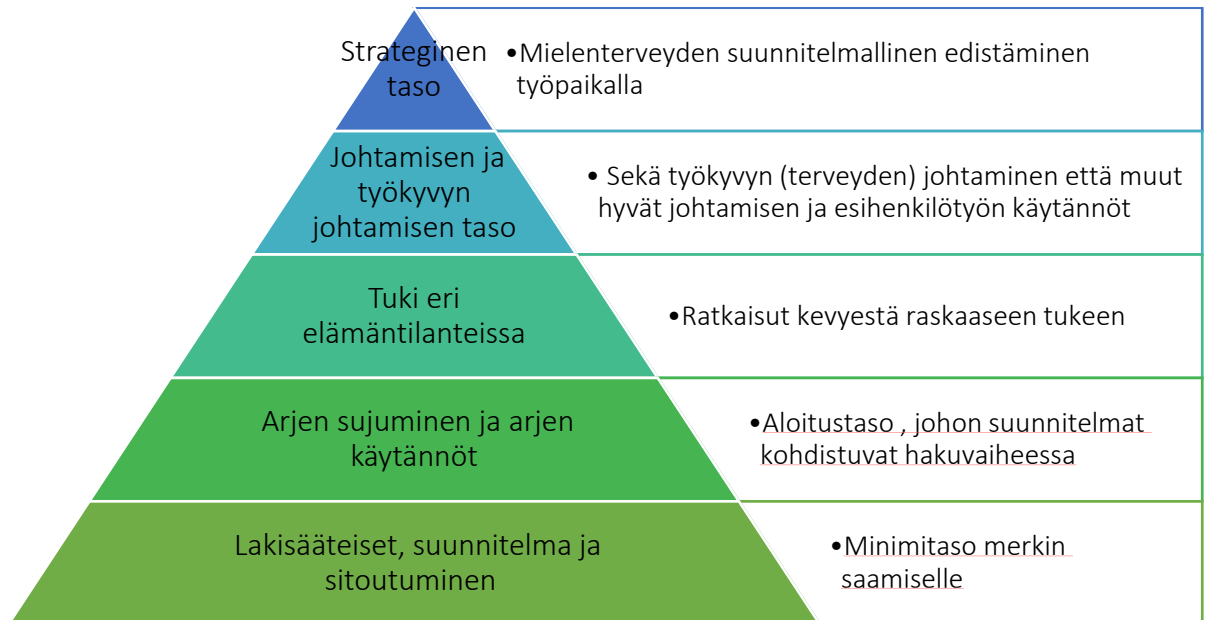 Strateginen
taso
•Mielenterveyden suunnitelmallinen edistäminen
työpaikalla
Johtamisen ja
työkyvyn
johtamisen taso
• Sekä työkyvyn (terveyden) johtaminen että muut
hyvät johtamisen ja esihenkilötyön käytännöt
Tuki eri
elämäntilanteissa
•Ratkaisut kevyestä raskaaseen tukeen
Arjen sujuminen ja arjen
käytännöt
•Aloitustaso , johon suunnitelmat
kohdistuvat hakuvaiheessa
Lakisääteiset, suunnitelma ja
sitoutuminen
•Minimitaso merkin
saamiselle